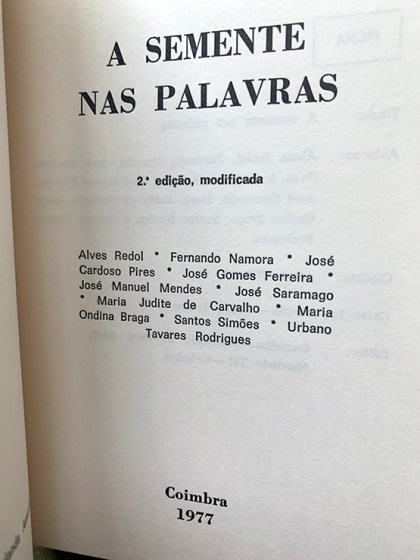 A SEMENTE
NAS PALAVRAS
2.ª edição, modificada
Alves Redol * Fernando Namora * José
Cardoso Pires * José Gomes Ferreira *
José Manuel Mendes * José Saramago
* Maria Judite de Carvalho * Maria
Ondina Braga * Santos Simões * Urbano
Tavares Rodrigues
Coimbra
1977